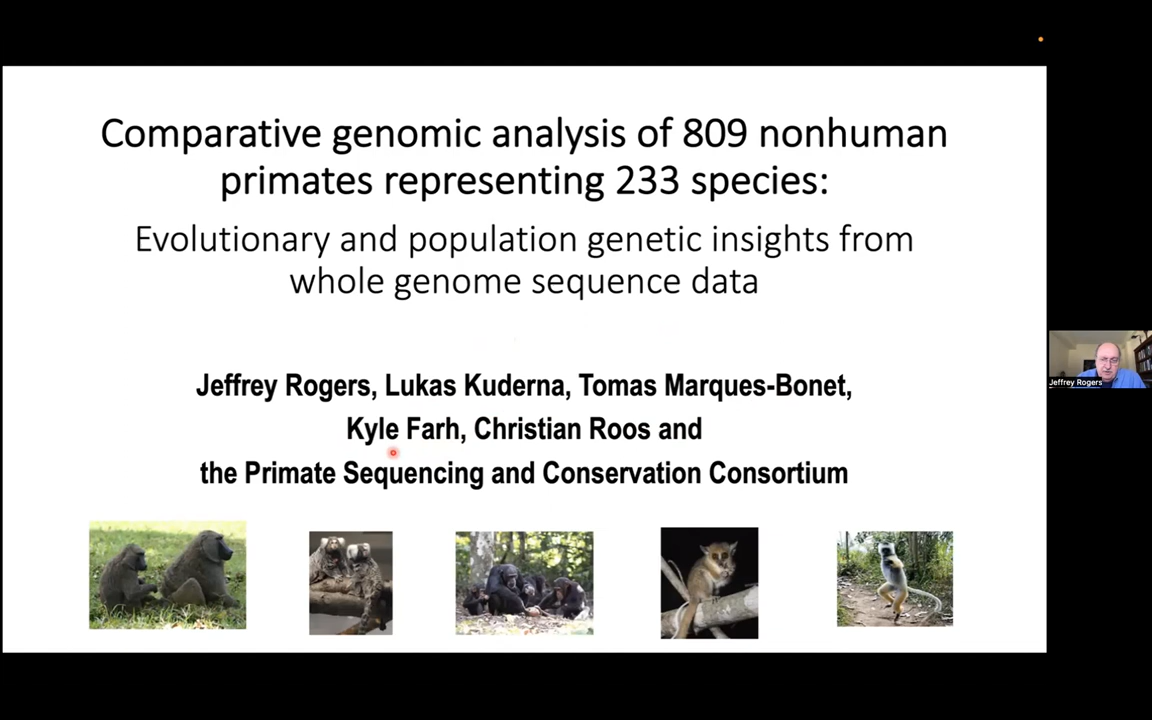 Comparative genomic analysis of 809 nonhuman
primates representing 233 species:
Evolutionary and population genetic insights from
whole genome sequence data
Jeffrey Rogers, Lukas Kuderna, Tomas Marques-Bonet,
Kyle Farh, Christian Roos and
the Primate Sequencing and Conservation Consortium
Jeffrey Rogers